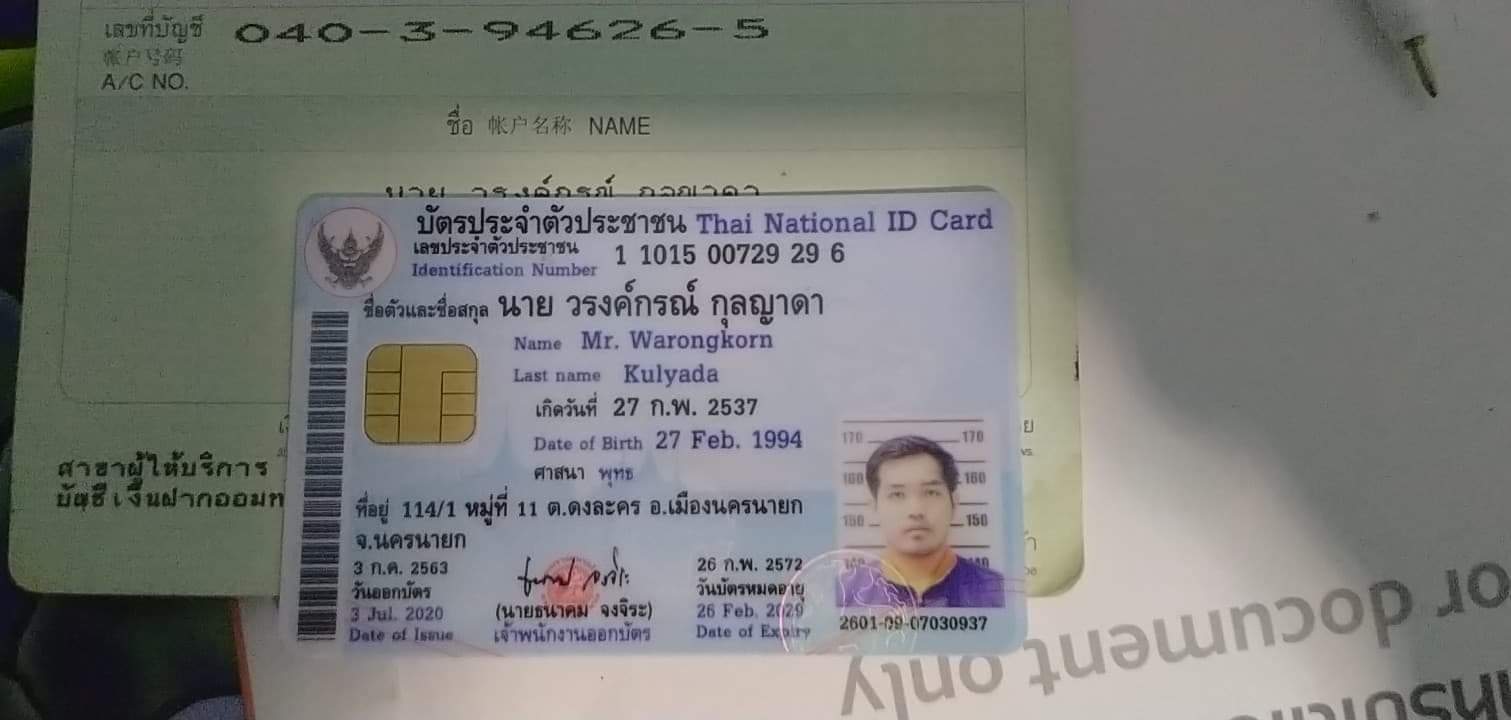 เลขที่บัญชี 040-3-94626-5
帐户号码
A/C NO.
ชื่อ 帐户名称 NAME
นาย วรงค์กรณ์ กุลญาดา
บัตรประจำตัวประชาชน Thai National ID Card
เลขประจำตัวประชาชน 1 1015 00729 29 6
Identification Number
ชื่อตัวและชื่อสกุล นาย วรงค์กรณ์ กุลญาดา
Name Mr. Warongkorn
Last name Kulyada
เกิดวันที่ 27 ก.พ. 2537
Date of Birth 27 Feb. 1994
ศาสนา พุทธ
ที่อยู่ 114/1 หมู่ที่ 11 ต.ดงละคร อ.เมืองนครนายก
จ.นครนายก
3 ก.ค. 2563
วันออกบัตร
3 Jul. 2020
Date of Issue
(นายธนาคม จงจิระ)
เจ้าพนักงานออกบัตร
26 ก.พ. 2572
วันบัตรหมดอายุ
26 Feb. 2029
Date of Expiry
170 170
160 160
150 150
140 140
2601-09-07030937
สาขาผู้ให้บริการ
บัญชีเงินฝากออมท
or document only